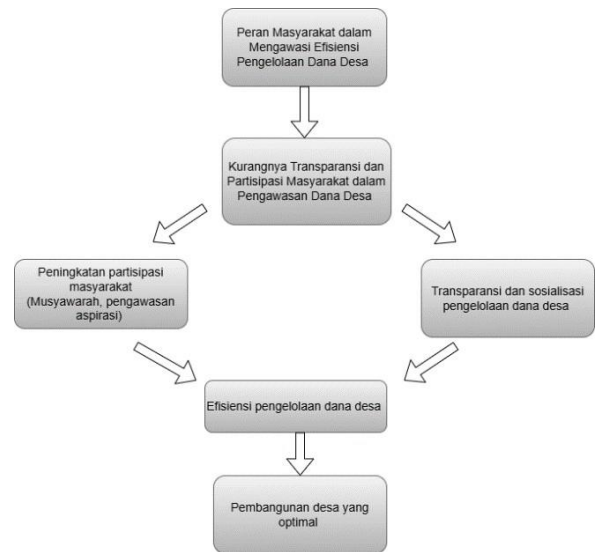 Peran Masyarakat dalam
Mengawasi Efisiensi
Pengelolaan Dana Desa
Kurangnya Transparansi dan
Partisipasi Masyarakat dalam
Pengawasan Dana Desa
Peningkatan partisipasi
masyarakat
(Musyawarah, pengawasan
aspirasi)
Transparansi dan sosialisasi
pengelolaan dana desa
Efisiensi pengelolaan dana desa
Pembangunan desa yang
optimal